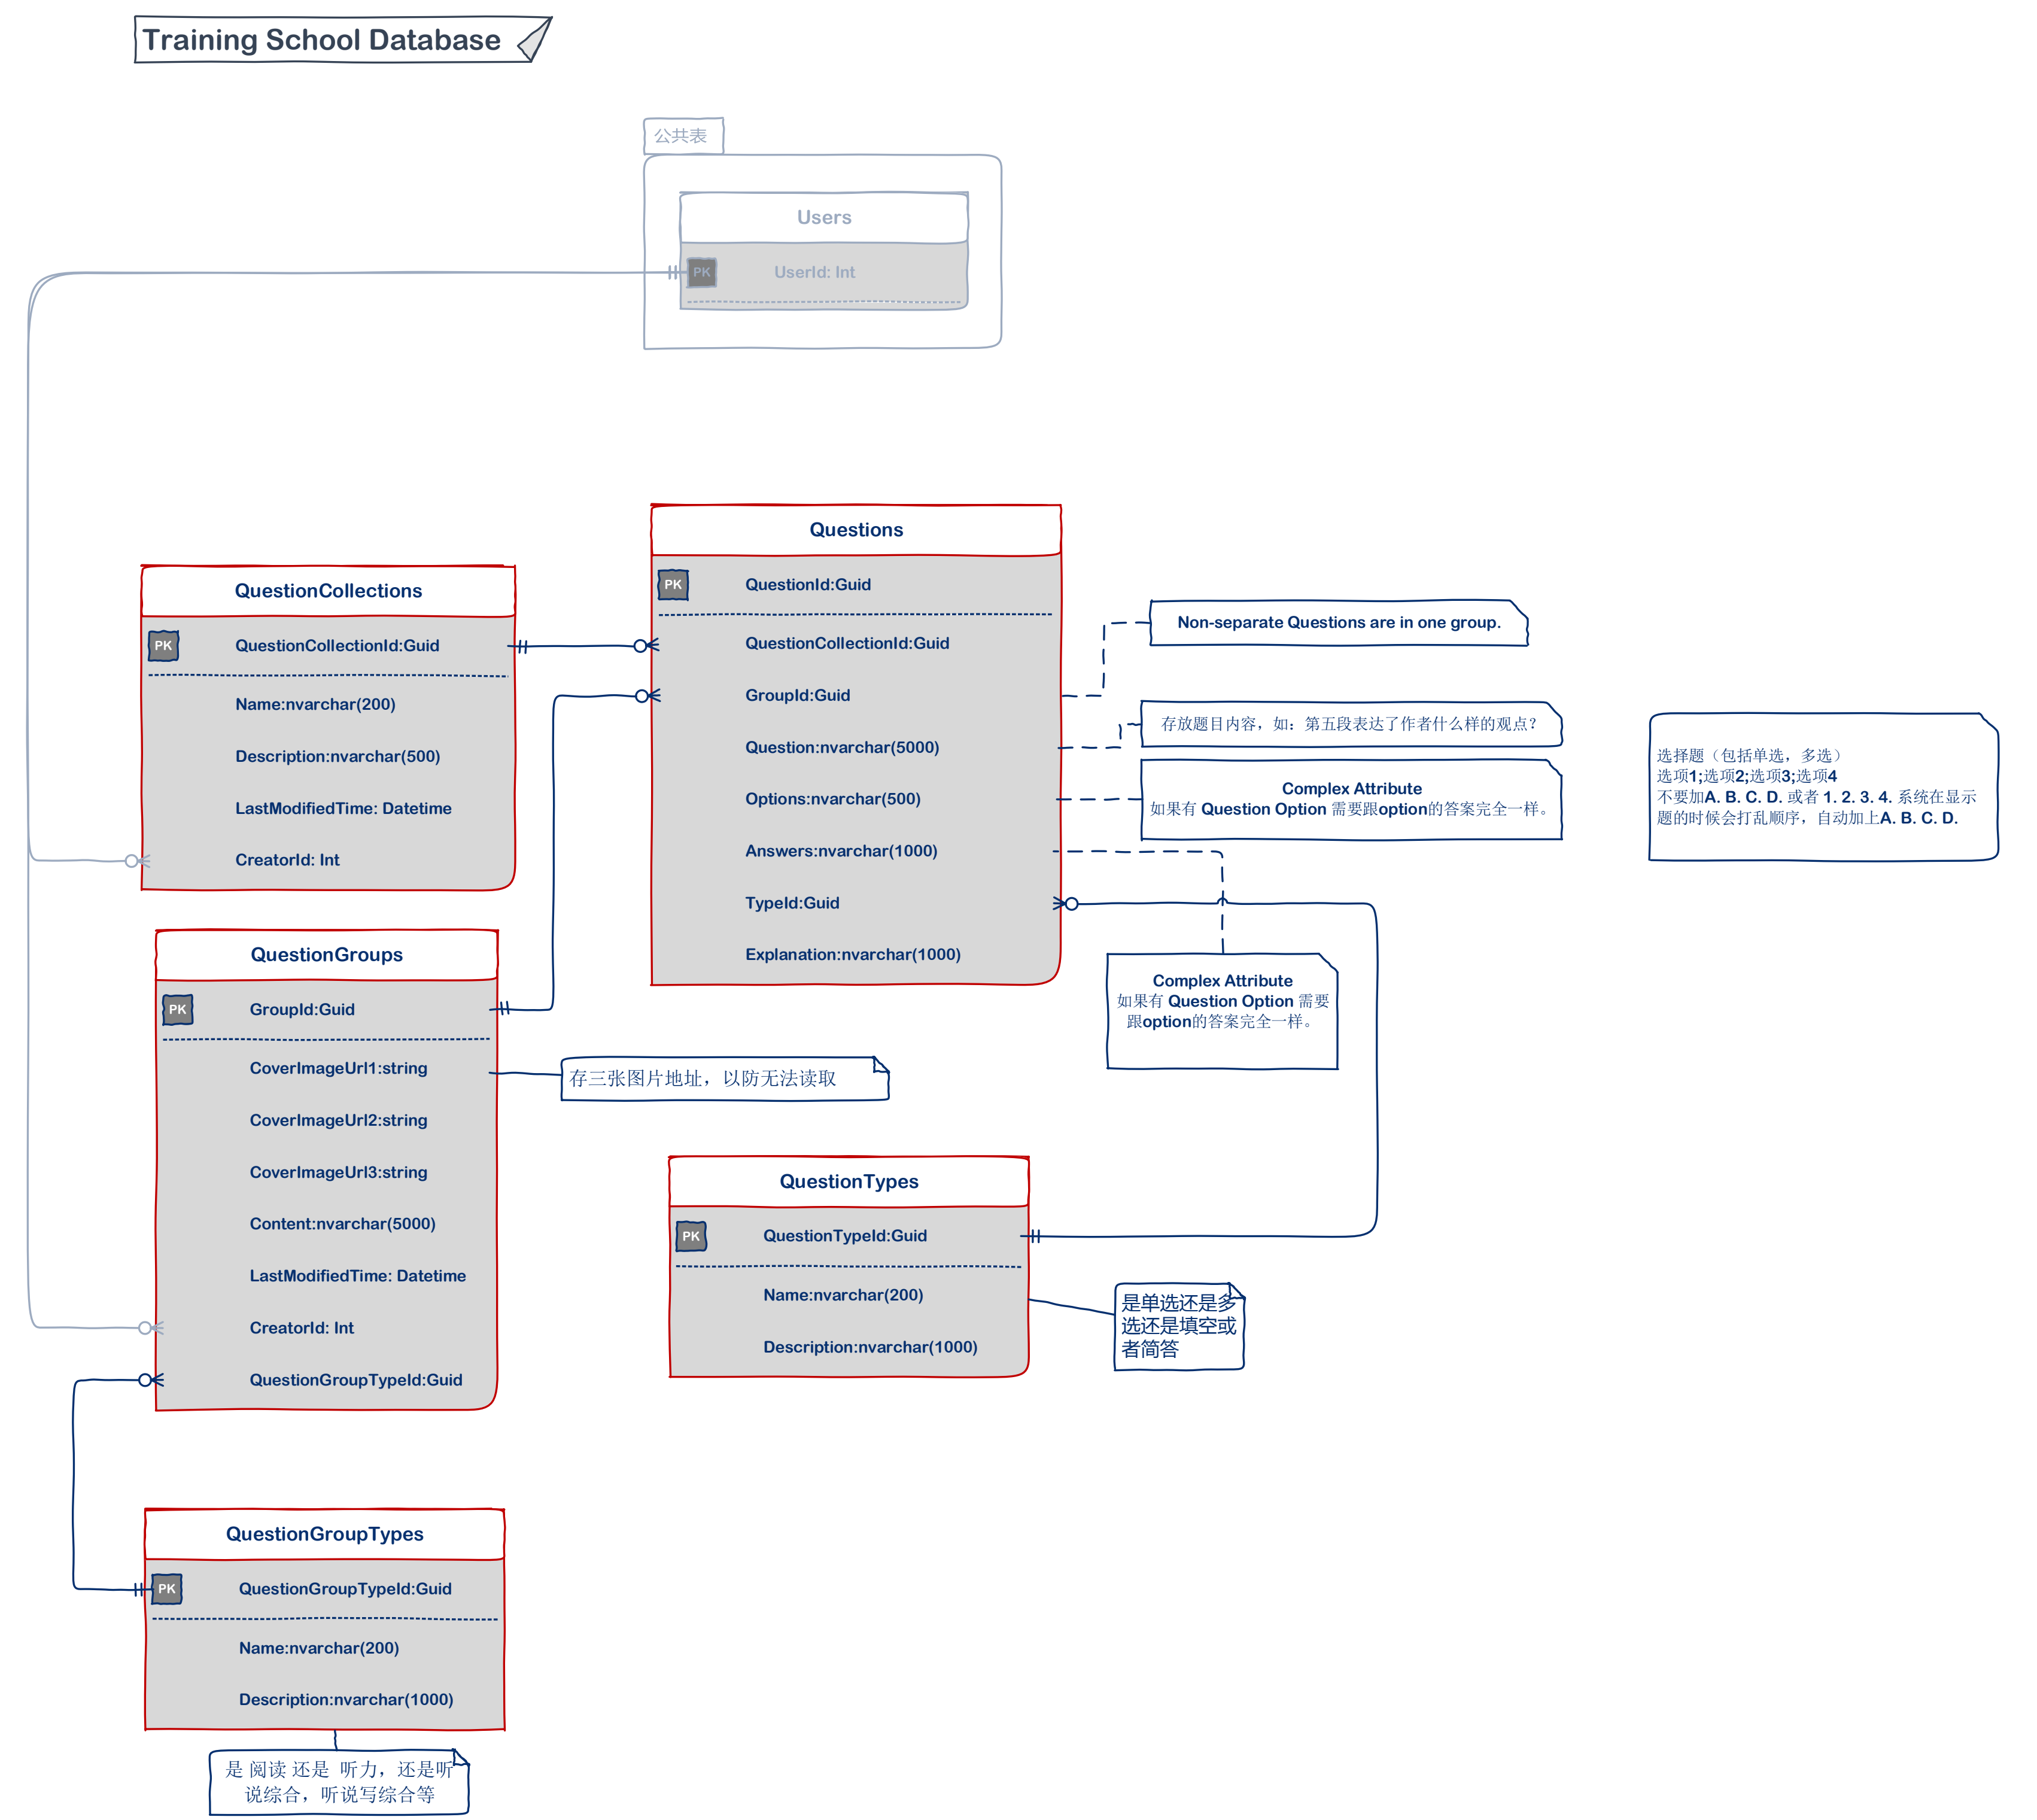 Training School Database
公共表
Users
PK
UserId: Int
Questions
PK
QuestionId:Guid
QuestionCollectionId:Guid
GroupId:Guid
Question:nvarchar(5000)
Options:nvarchar(500)
Answers:nvarchar(1000)
TypeId:Guid
Explanation:nvarchar(1000)
QuestionCollections
PK
QuestionCollectionId:Guid
Name:nvarchar(200)
Description:nvarchar(500)
LastModifiedTime: Datetime
CreatorId: Int
Non-separate Questions are in one group.
存放题目内容，如：第五段表达了作者什么样的观点？
Complex Attribute
如果有 Question Option 需要跟option的答案完全一样。
选择题（包括单选，多选）
选项1;选项2;选项3;选项4
不要加A. B. C. D. 或者 1. 2. 3. 4. 系统在显示
题的时候会打乱顺序，自动加上A. B. C. D.
Complex Attribute
如果有 Question Option 需要
跟option的答案完全一样。
QuestionGroups
PK
GroupId:Guid
CoverImageUrl1:string
CoverImageUrl2:string
CoverImageUrl3:string
Content:nvarchar(5000)
LastModifiedTime: Datetime
CreatorId: Int
QuestionGroupTypeId:Guid
存三张图片地址，以防无法读取
QuestionTypes
PK
QuestionTypeId:Guid
Name:nvarchar(200)
Description:nvarchar(1000)
是单选还是多
选还是填空或
者简答
QuestionGroupTypes
PK
QuestionGroupTypeId:Guid
Name:nvarchar(200)
Description:nvarchar(1000)
是 阅读 还是 听力，还是听
说综合，听说写综合等